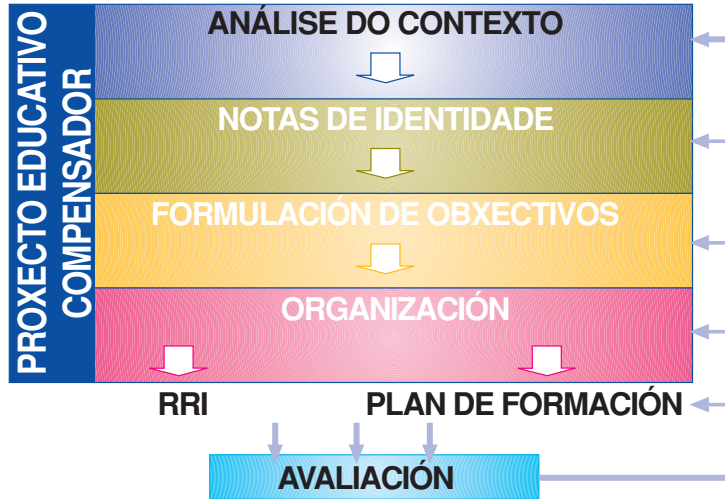 PROXECTO EDUCATIVO
COMPENSADOR
ANÁLISE DO CONTEXTO
NOTAS DE IDENTIDADE
FORMULACIÓN DE OBXECTIVOS
ORGANIZACIÓN
RRI
PLAN DE FORMACIÓN
AVALIACIÓN